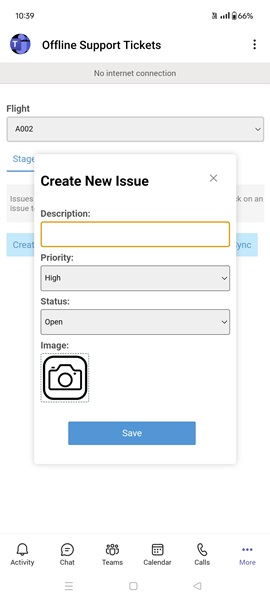 10:39
66%
Offline Support Tickets
No internet connection
Flight
A002
Stage
Issues
ck on an
issue t
Creat
ync
Create New Issue
Description:
Priority:
High
Status:
Open
Image:
Save
Activity
Chat
Teams
Calendar
Calls
More